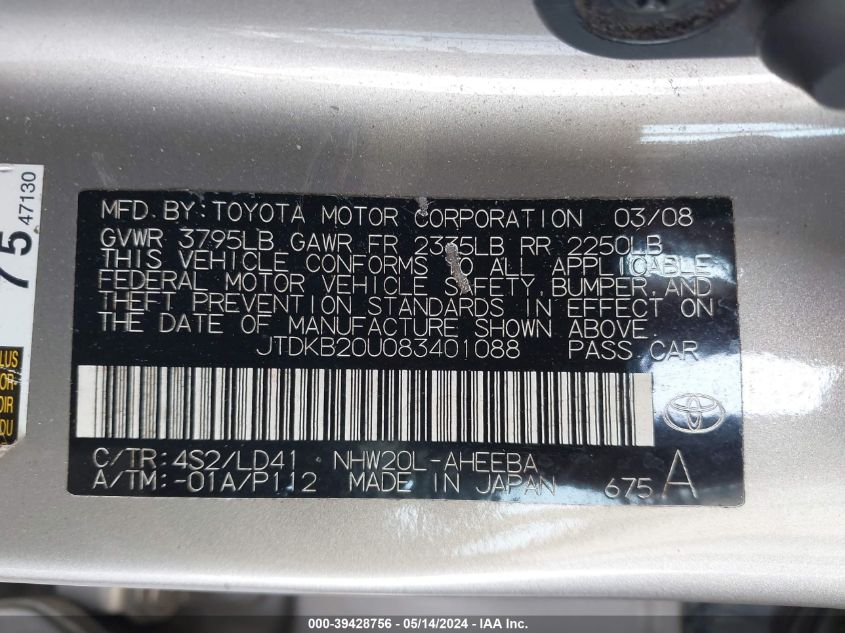 MFD. BY: TOYOTA MOTOR CORPORATION 03/08
GVWR 3795LB GAWR FR LB RR 2250LB
THIS VEHICLE CONFORMS TO ALL APPLICABLE
FEDERAL MOTOR VEHICLE SAFETY, BUMPER, AND
THEFT PREVENTION STANDARDS IN EFFECT ON
THE DATE OF MANUFACTURE SHOWN ABOVE.
JTDKB20U083401088 PASS CAR
C/TR: 4S2/LD41 NHW20L-AHEEBA
A/TM: -01A/P112 MADE IN JAPAN 675 A
75
47130
000-39428756 - 05/14/2024 - IEAA Inc.